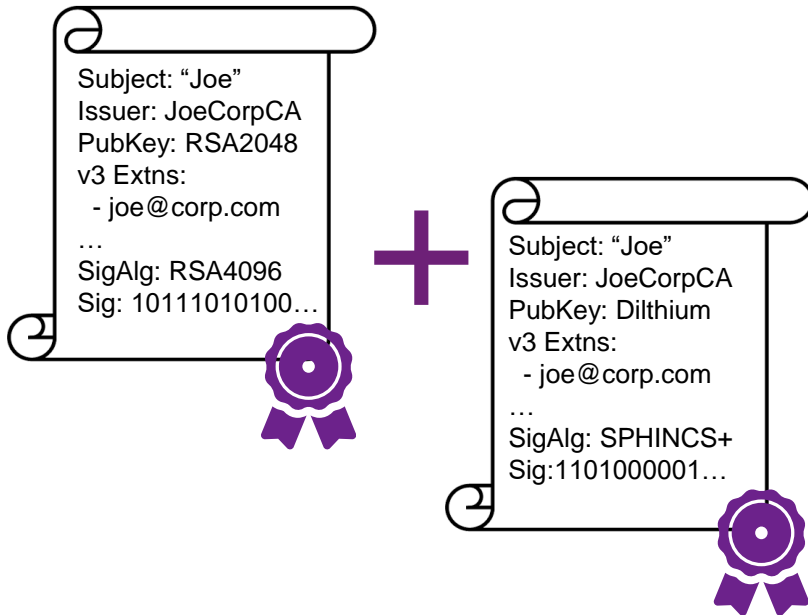 Subject: “Joe”
Issuer: JoeCorpCA
PubKey: RSA2048
v3 Extns:
- joe@corp.com
…
SigAlg: RSA4096
Sig: 10111010100…
Subject: “Joe”
Issuer: JoeCorpCA
PubKey: Dilthium
v3 Extns:
- joe@corp.com
…
SigAlg: SPHINCS+
Sig:1101000001…